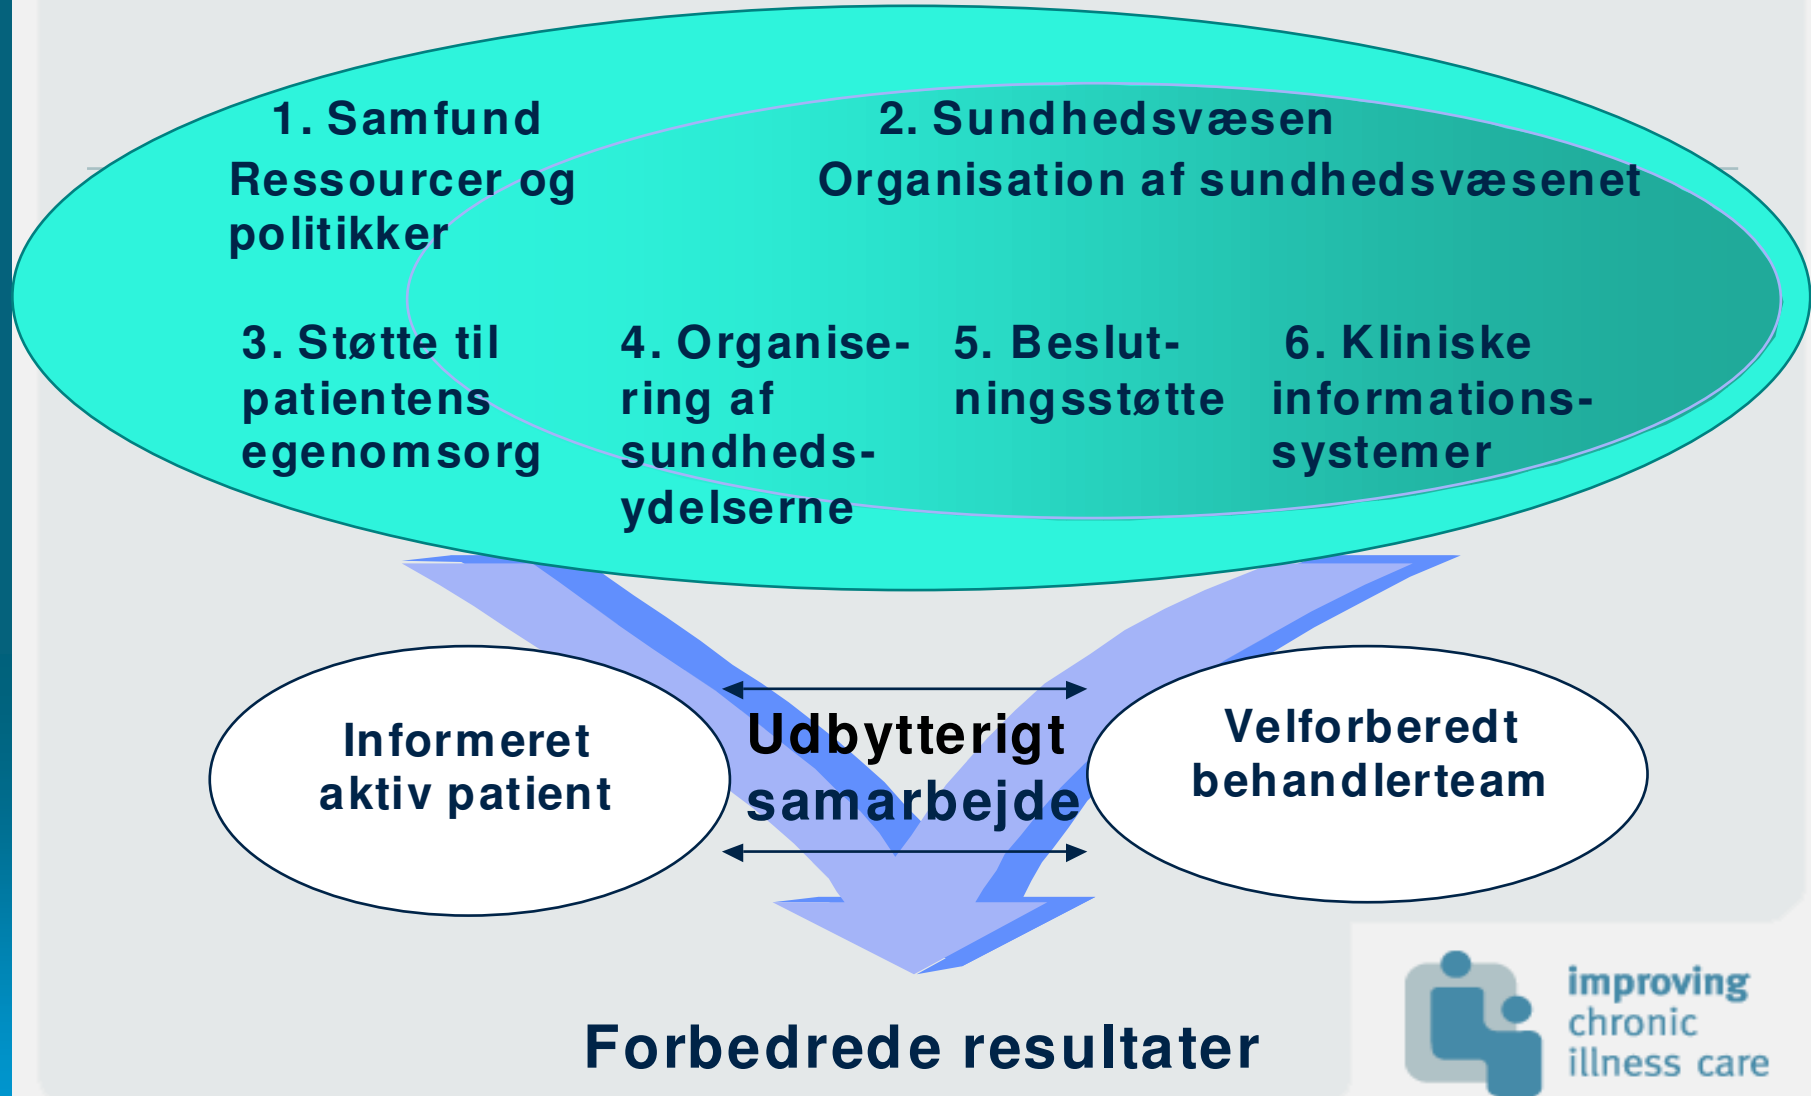 1. Samfund
Ressourcer og
politikker
2. Sundhedsvæsen
Organisation af sundhedsvæsenet
3. Støtte til
patientens
egenomsorg
4. Organise-
ring af
sundheds-
ydelserne
5. Beslut-
ningsstøtte
6. Kliniske
informations-
systemer
Informeret
aktiv patient
Udbytterigt
samarbejde
Velforberedt
behandlerteam
Forbedrede resultater
improving
chronic
illness care